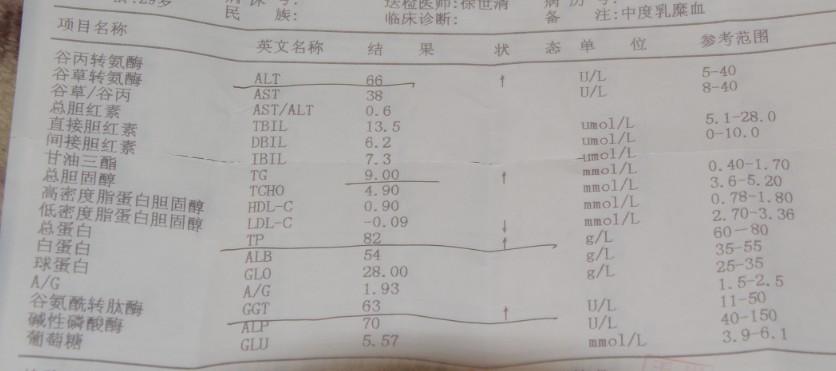 29岁 送检医师:徐世清
民 族: 临床诊断: 备 注:中度乳糜血
项目名称 英文名称 结 果 状 态 单 位 参考范围
谷丙转氨酶 ALT 66 ↑ U/L 5-40
谷草转氨酶 AST 38 U/L 8-40
谷草/谷丙 AST/ALT 0.6
总胆红素 TBIL 13.5 umol/L 5.1-28.0
直接胆红素 DBIL 6.2 umol/L 0-10.0
间接胆红素 IBIL 7.3 umol/L
甘油三酯 TG 9.00 ↑ mmol/L 0.40-1.70
总胆固醇 TCHO 4.90 mmol/L 3.6-5.20
高密度脂蛋白胆固醇 HDL-C 0.90 mmol/L 0.78-1.80
低密度脂蛋白胆固醇 LDL-C -0.09 ↓ mmol/L 2.70-3.36
总蛋白 TP 82 ↑ g/L 60-80
白蛋白 ALB 54 g/L 35-55
球蛋白 GLO 28.00 25-35
A/G A/G 1.93 1.5-2.5
谷氨酰转肽酶 GGT 63 ↑ U/L 11-50
碱性磷酸酶 ALP 70 U/L 40-150
葡萄糖 GLU 5.57 mmol/L 3.9-6.1